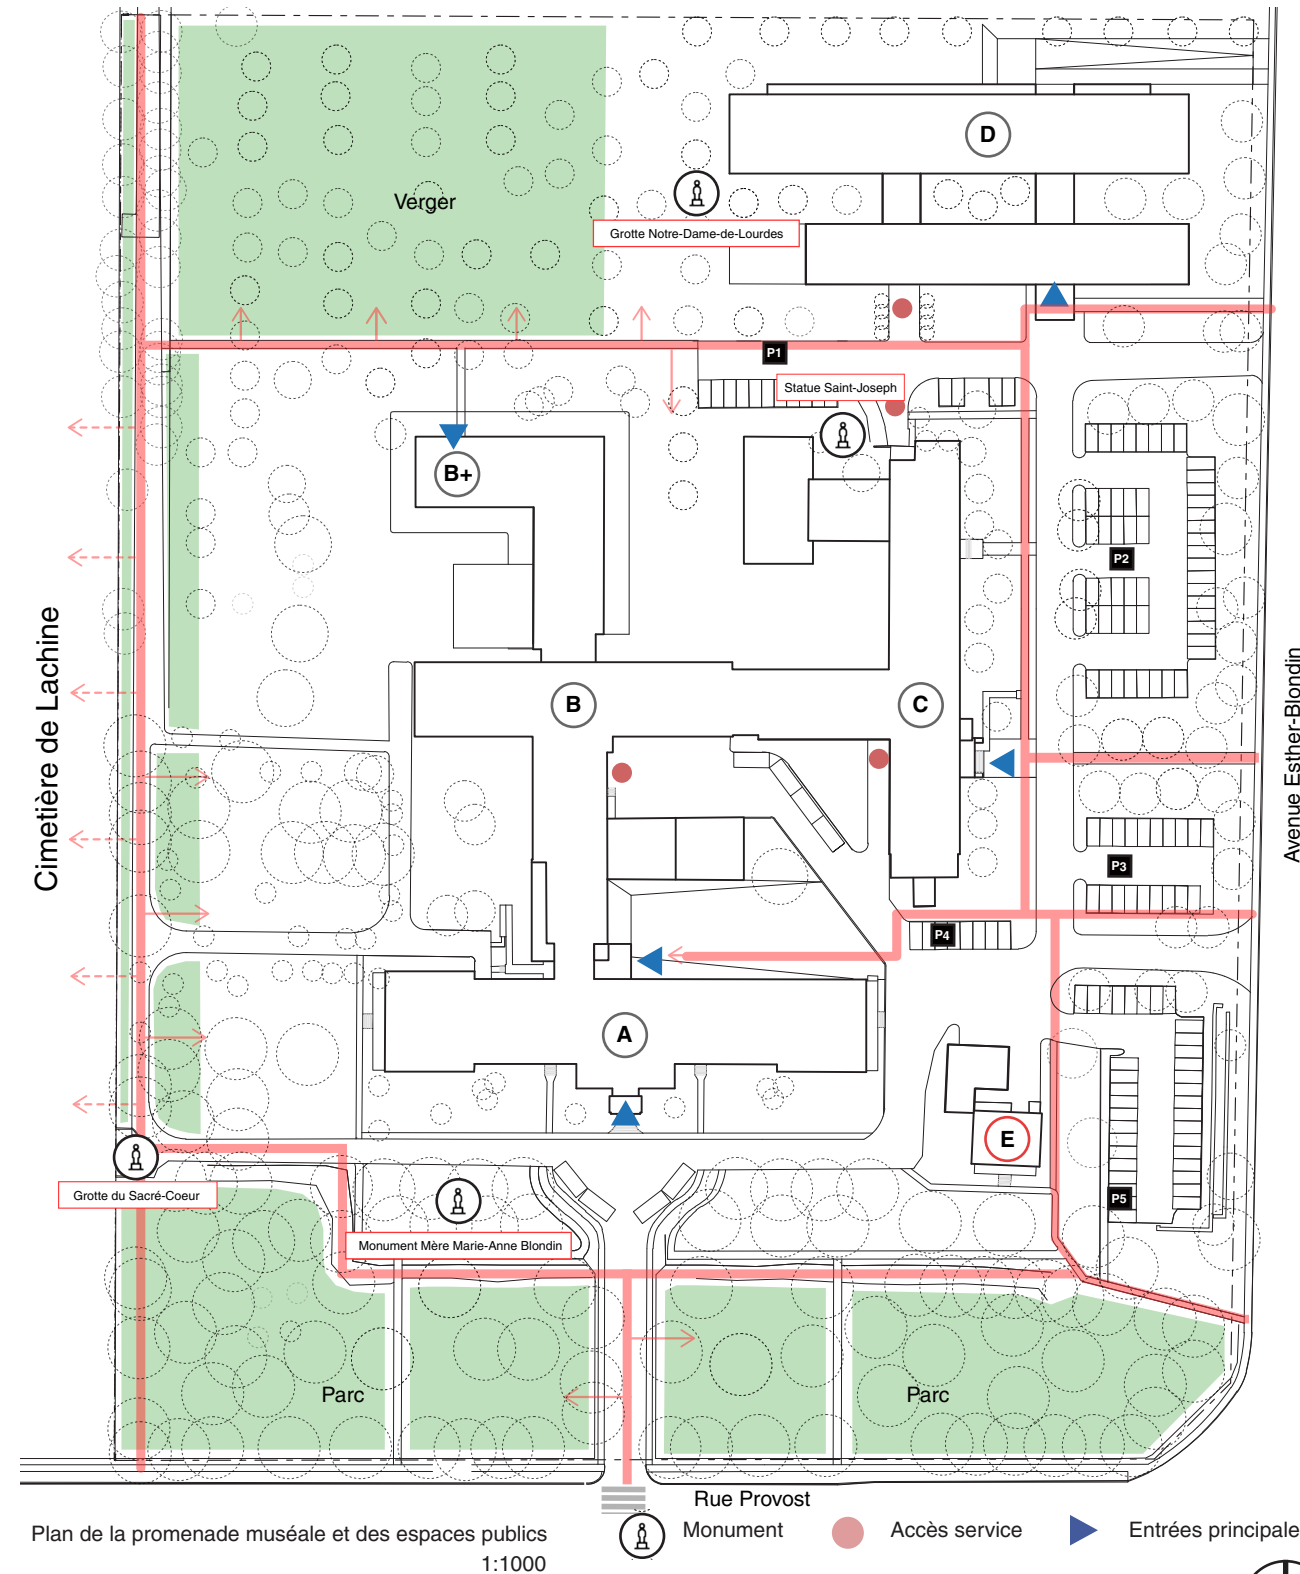 D
Verger
Grotte Notre-Dame-de-Lourdes
P1
Statue Saint-Joseph
B+
P2
Cimetière de Lachine
Avenue Esther-Blondin
B
C
P3
P4
A
E
Grotte du Sacré-Coeur
P5
Monument Mère Marie-Anne Blondin
Parc
Parc
Rue Provost
Plan de la promenade muséale et des espaces publics
1:1000
Monument
Accès service
Entrées principale